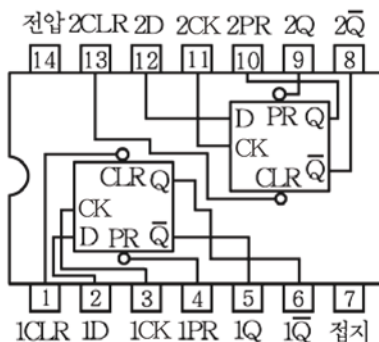 전압 2CLR 2D 2CK 2PR 2Q 2Q̅
14 13 12 11 10 9 8
D PR Q
CK
CLR Q̅
CLR Q
CK
D PR Q̅
1 2 3 4 5 6 7
1CLR 1D 1CK 1PR 1Q 1Q̅ 접지